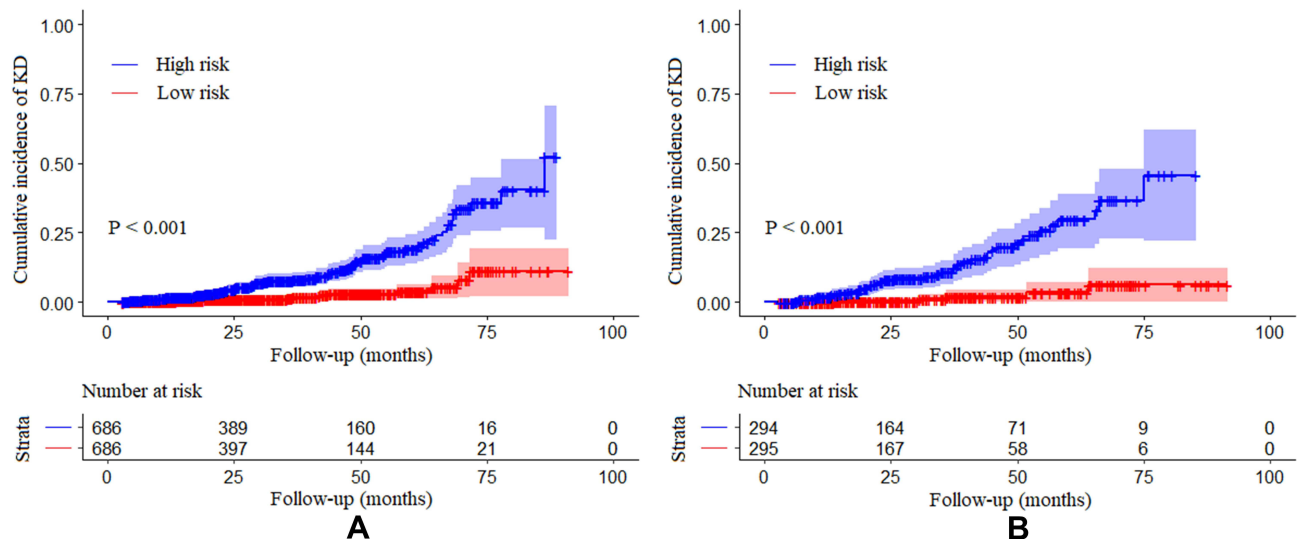 Cumulative incidence of KD
1.00
0.75
0.50
0.25
0.00
High risk
Low risk
P < 0.001
0 25 50 75 100
Follow-up (months)
Number at risk
Strata
686 389 160 16 0
686 397 144 21 0
0 25 50 75 100
Follow-up (months)
A
Cumulative incidence of KD
1.00
0.75
0.50
0.25
0.00
High risk
Low risk
P < 0.001
0 25 50 75 100
Follow-up (months)
Number at risk
Strata
294 164 71 9 0
295 167 58 6 0
0 25 50 75 100
Follow-up (months)
B